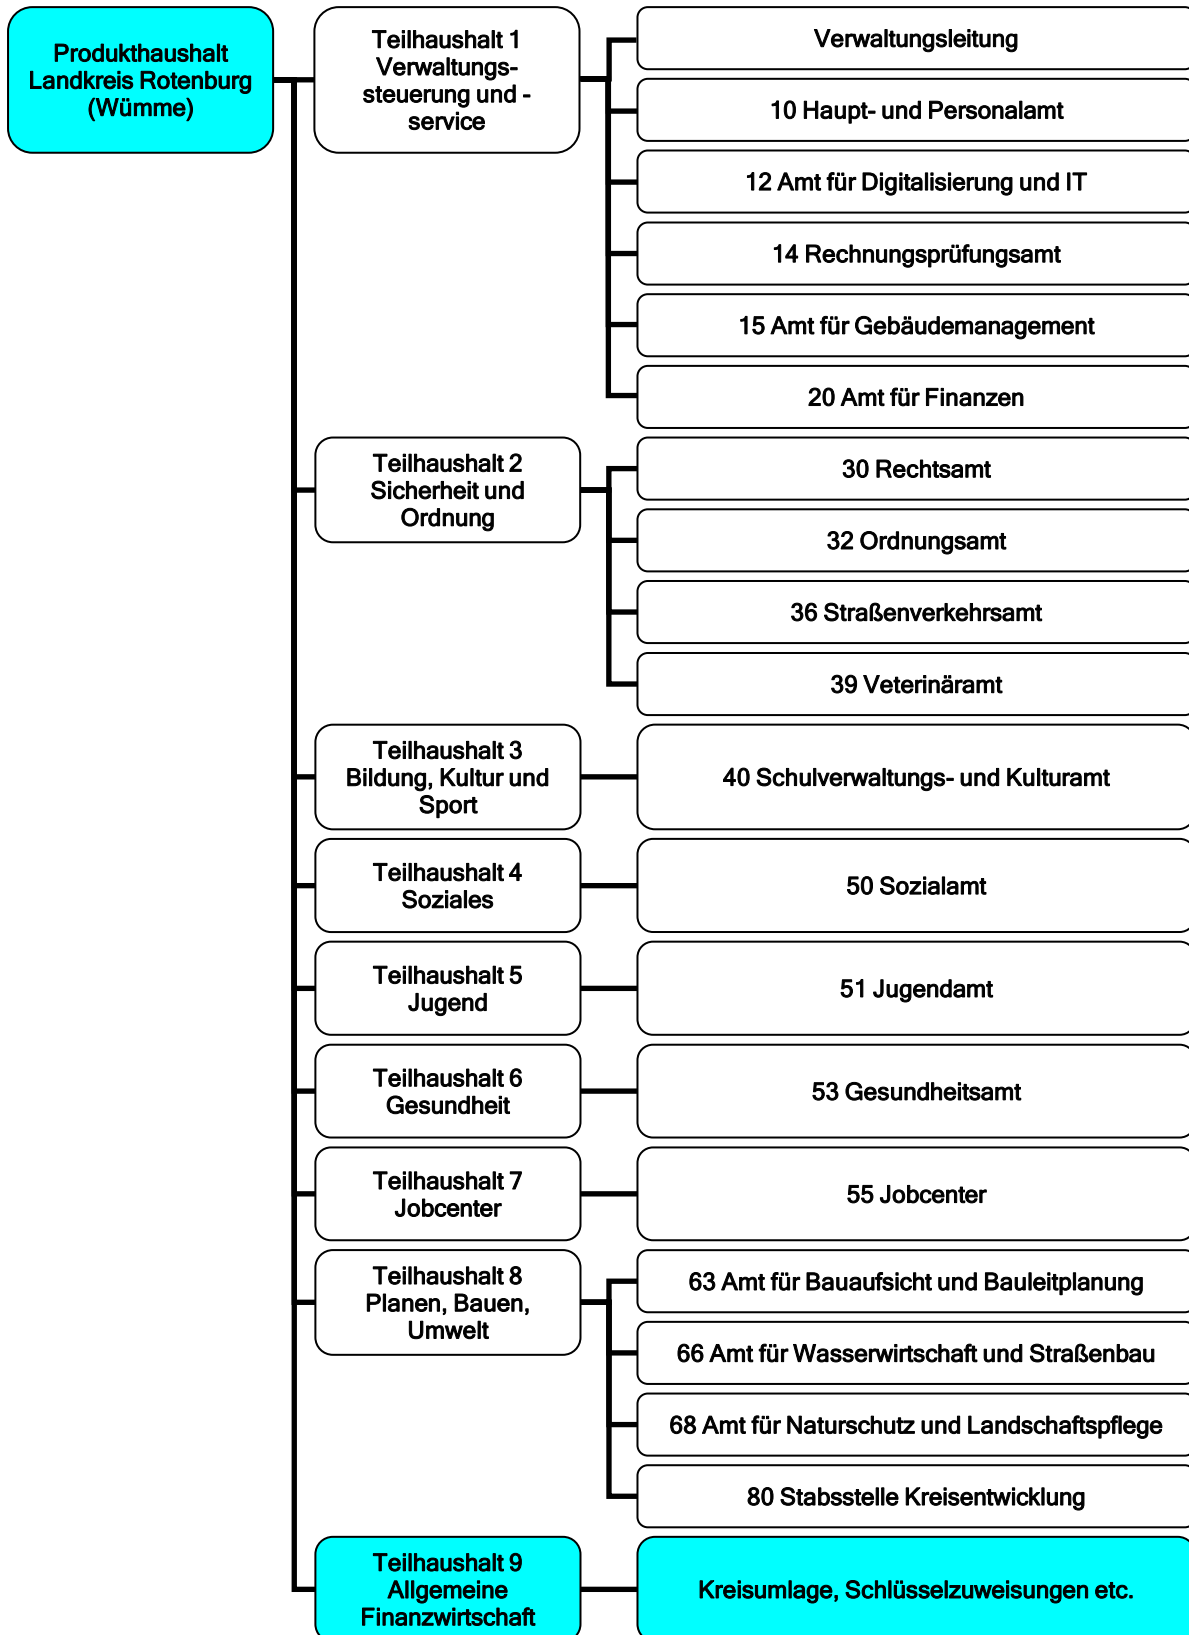 Produkthaushalt
Landkreis Rotenburg
(Wümme)
Teilhaushalt 1
Verwaltungs-
steuerung und -
service
Verwaltungsleitung
10 Haupt- und Personalamt
12 Amt für Digitalisierung und IT
14 Rechnungsprüfungsamt
15 Amt für Gebäudemanagement
20 Amt für Finanzen
Teilhaushalt 2
Sicherheit und
Ordnung
30 Rechtsamt
32 Ordnungsamt
36 Straßenverkehrsamt
39 Veterinäramt
Teilhaushalt 3
Bildung, Kultur und
Sport
40 Schulverwaltungs- und Kulturamt
Teilhaushalt 4
Soziales
50 Sozialamt
Teilhaushalt 5
Jugend
51 Jugendamt
Teilhaushalt 6
Gesundheit
53 Gesundheitsamt
Teilhaushalt 7
Jobcenter
55 Jobcenter
Teilhaushalt 8
Planen, Bauen,
Umwelt
63 Amt für Bauaufsicht und Bauleitplanung
66 Amt für Wasserwirtschaft und Straßenbau
68 Amt für Naturschutz und Landschaftspflege
80 Stabsstelle Kreisentwicklung
Teilhaushalt 9
Allgemeine
Finanzwirtschaft
Kreisumlage, Schlüsselzuweisungen etc.